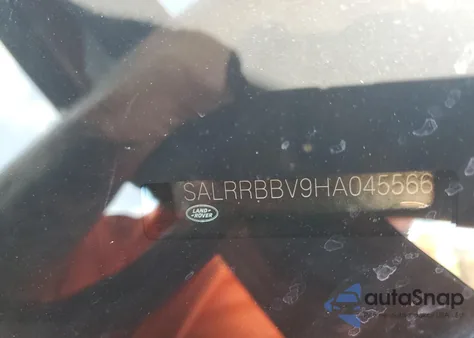 SALRRBBV9HA045566
LAND-
-ROVER
autoSnap